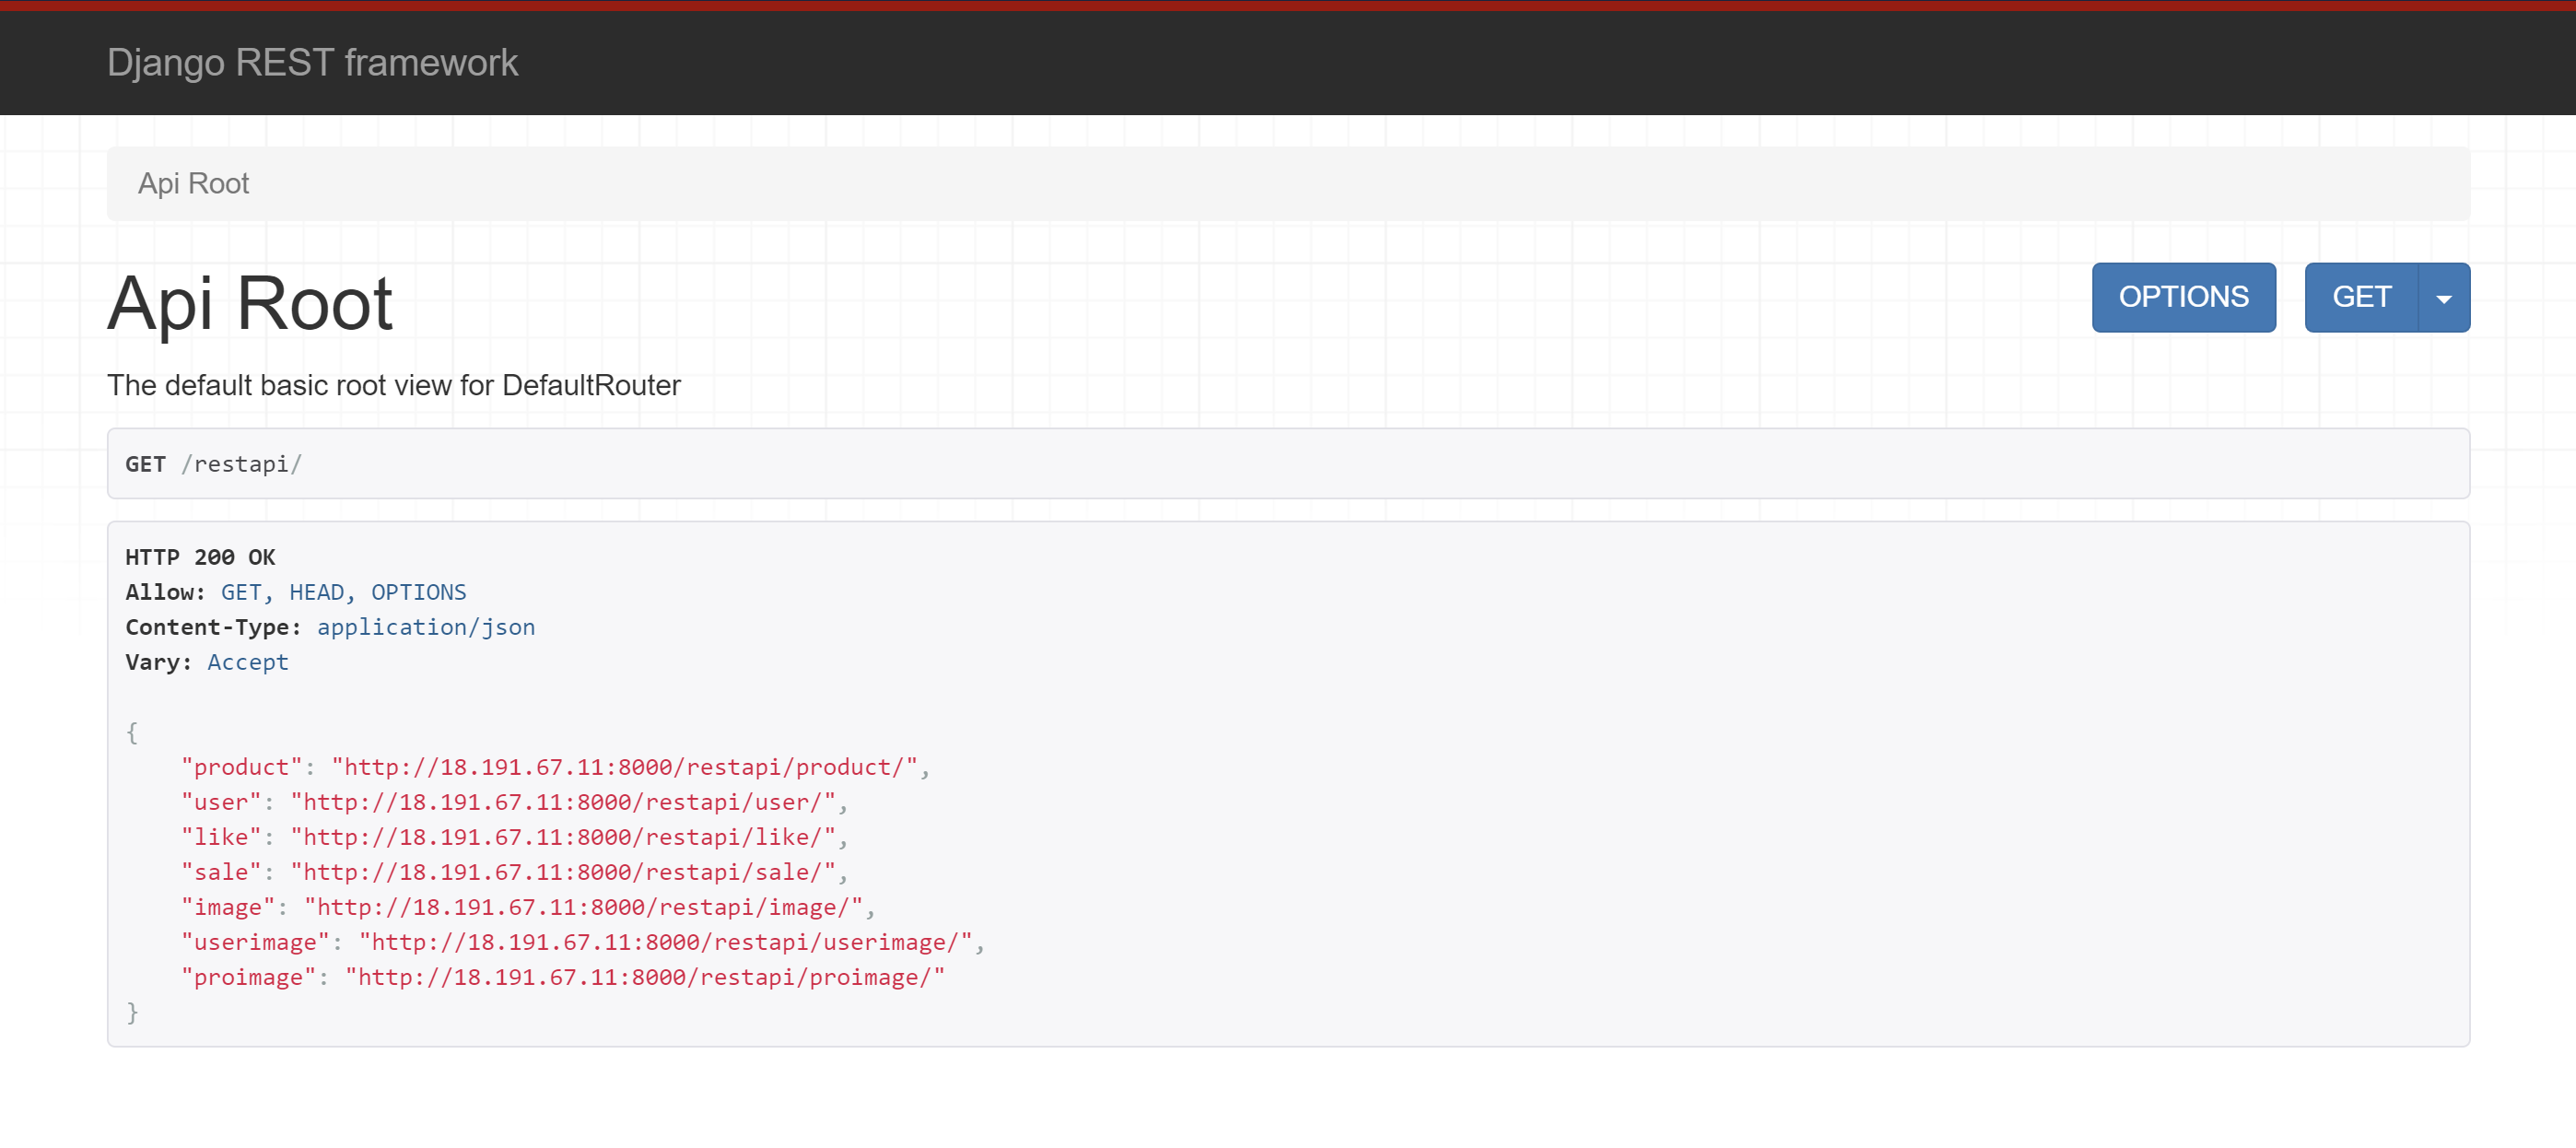 Django REST framework
Api Root
Api Root
OPTIONS
GET
The default basic root view for DefaultRouter
GET /restapi/
HTTP 200 OK
Allow: GET, HEAD, OPTIONS
Content-Type: application/json
Vary: Accept
{
    "product": "http://18.191.67.11:8000/restapi/product/",
    "user": "http://18.191.67.11:8000/restapi/user/",
    "like": "http://18.191.67.11:8000/restapi/like/",
    "sale": "http://18.191.67.11:8000/restapi/sale/",
    "image": "http://18.191.67.11:8000/restapi/image/",
    "userimage": "http://18.191.67.11:8000/restapi/userimage/",
    "proimage": "http://18.191.67.11:8000/restapi/proimage/"
}